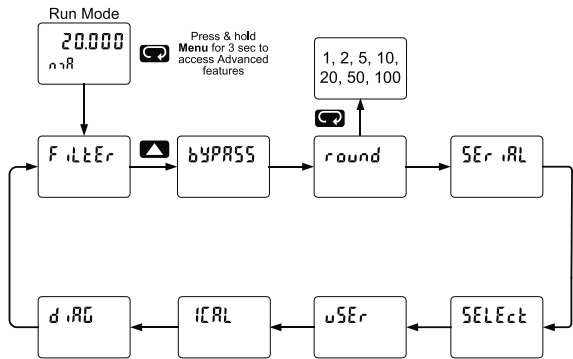 Run Mode
20.000
mA
Press & hold
Menu for 3 sec to
access Advanced
features
1, 2, 5, 10,
20, 50, 100
FiLtEr
bYPASS
round
SEriAL
diAG
ICAL
uSEr
SELEct